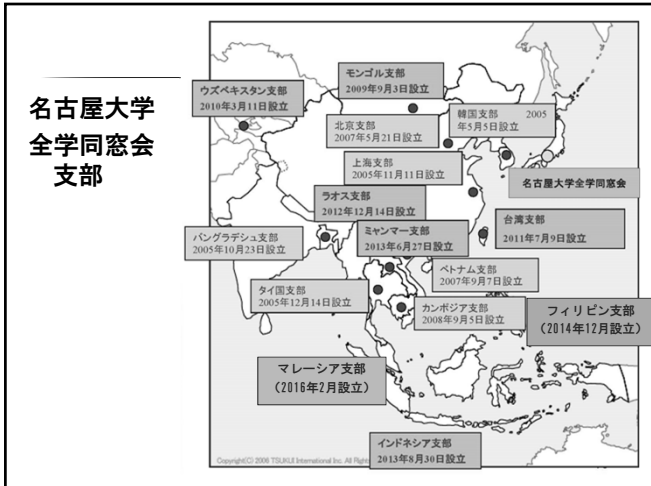 名古屋大学
全学同窓会
支部
ウズベキスタン支部
2010年3月11日設立
モンゴル支部
2009年9月3日設立
北京支部
2007年5月21日設立
韓国支部 2005
年5月5日設立
上海支部
2005年11月11日設立
名古屋大学全学同窓会
ラオス支部
2012年12月14日設立
台湾支部
2011年7月9日設立
バングラデシュ支部
2005年10月23日設立
ミャンマー支部
2013年6月27日設立
ベトナム支部
2007年9月7日設立
タイ国支部
2005年12月14日設立
カンボジア支部
2008年9月5日設立
フィリピン支部
(2014年12月設立)
マレーシア支部
(2016年2月設立)
インドネシア支部
2013年8月30日設立
Copyright(C) 2006 TSUKUI International Inc. All